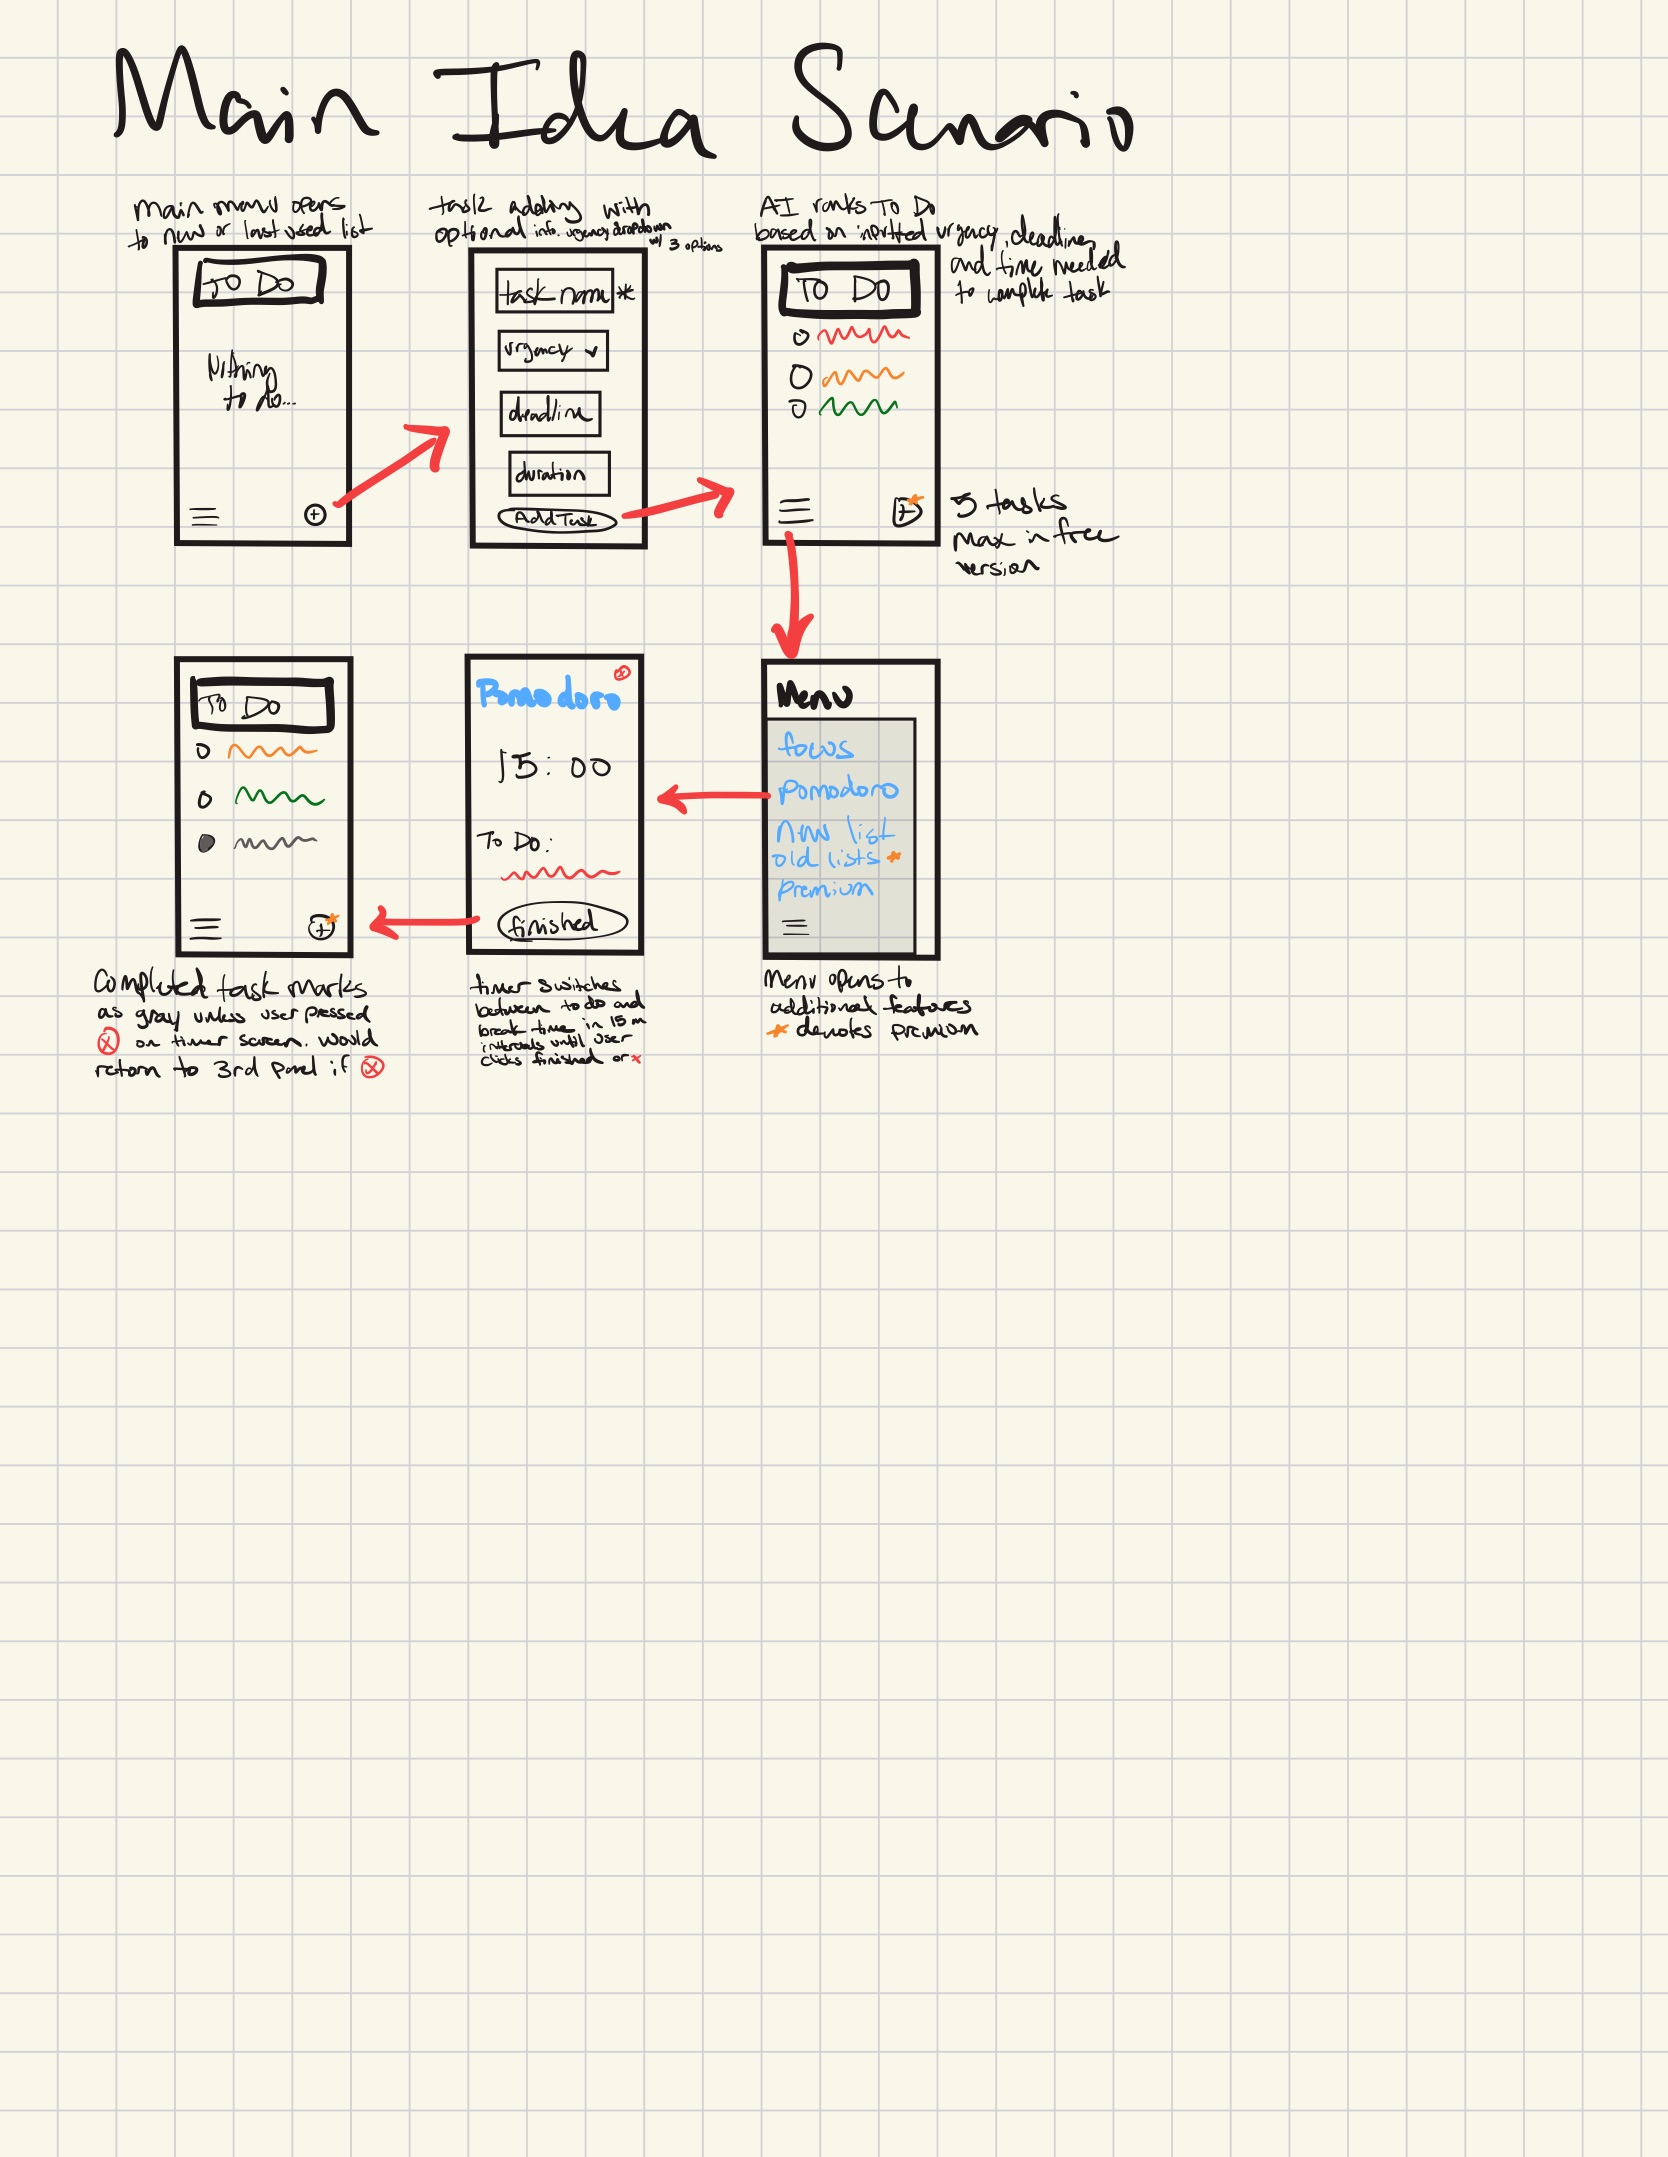 Main Idea Scenario
Main menu opens
to new or last used list
TO DO
Nothing
to do...
task adding with
optional info. urgency dropdown
w/ 3 options
task name *
urgency
deadline
duration
Add Task
AI ranks To Do
based on inputted urgency, deadline,
and time needed
to complete task
TO DO
5 tasks
max in free
version
Menu
focus
pomodoro
new list
old lists *
premium
Menu opens to
additional features
* denotes premium
Pomodoro
15:00
To Do:
finished
timer switches
between to do and
break time in 15 m
intervals until user
clicks finished or x
To Do
Completed task marks
as gray unless user pressed
ⓧ on timer screen. would
return to 3rd panel if ⓧ